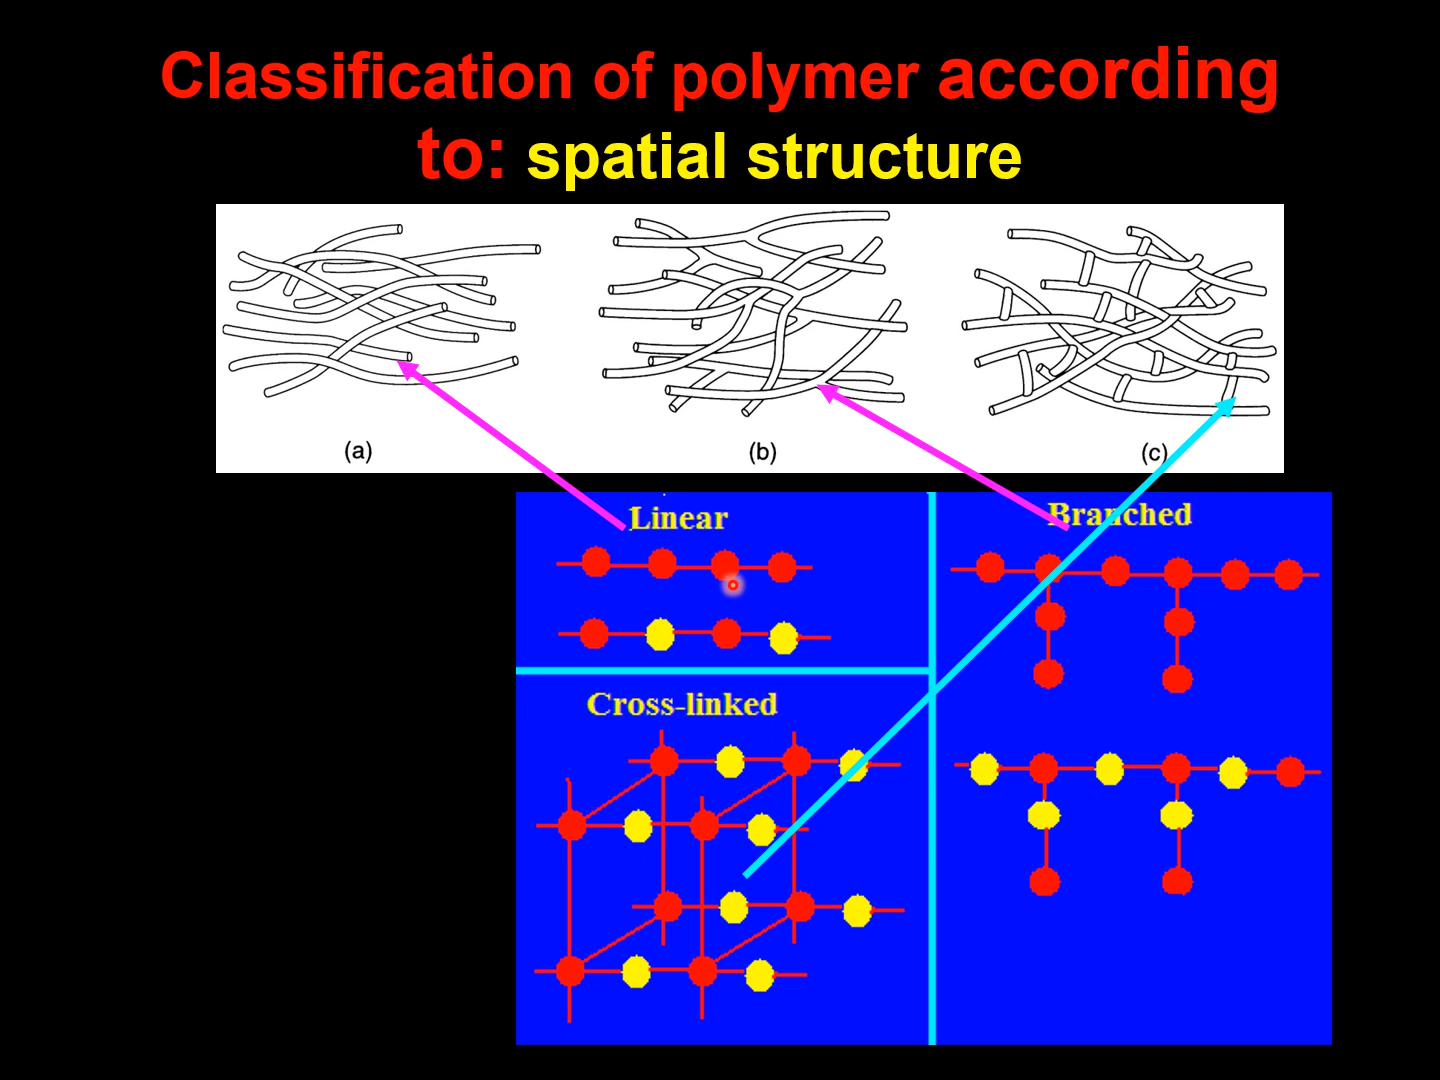 Classification of polymer according
to: spatial structure
(a)
(b)
(c)
Linear
Branched
Cross-linked